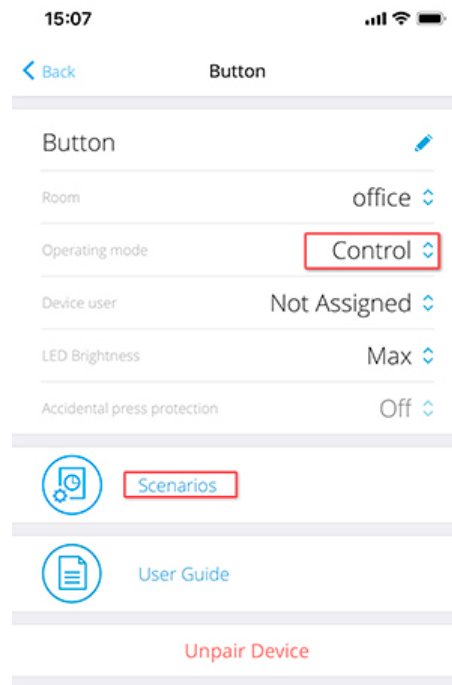 15:07
Back Button
Button
Room office
Operating mode Control
Device user Not Assigned
LED Brightness Max
Accidental press protection Off
Scenarios
User Guide
Unpair Device